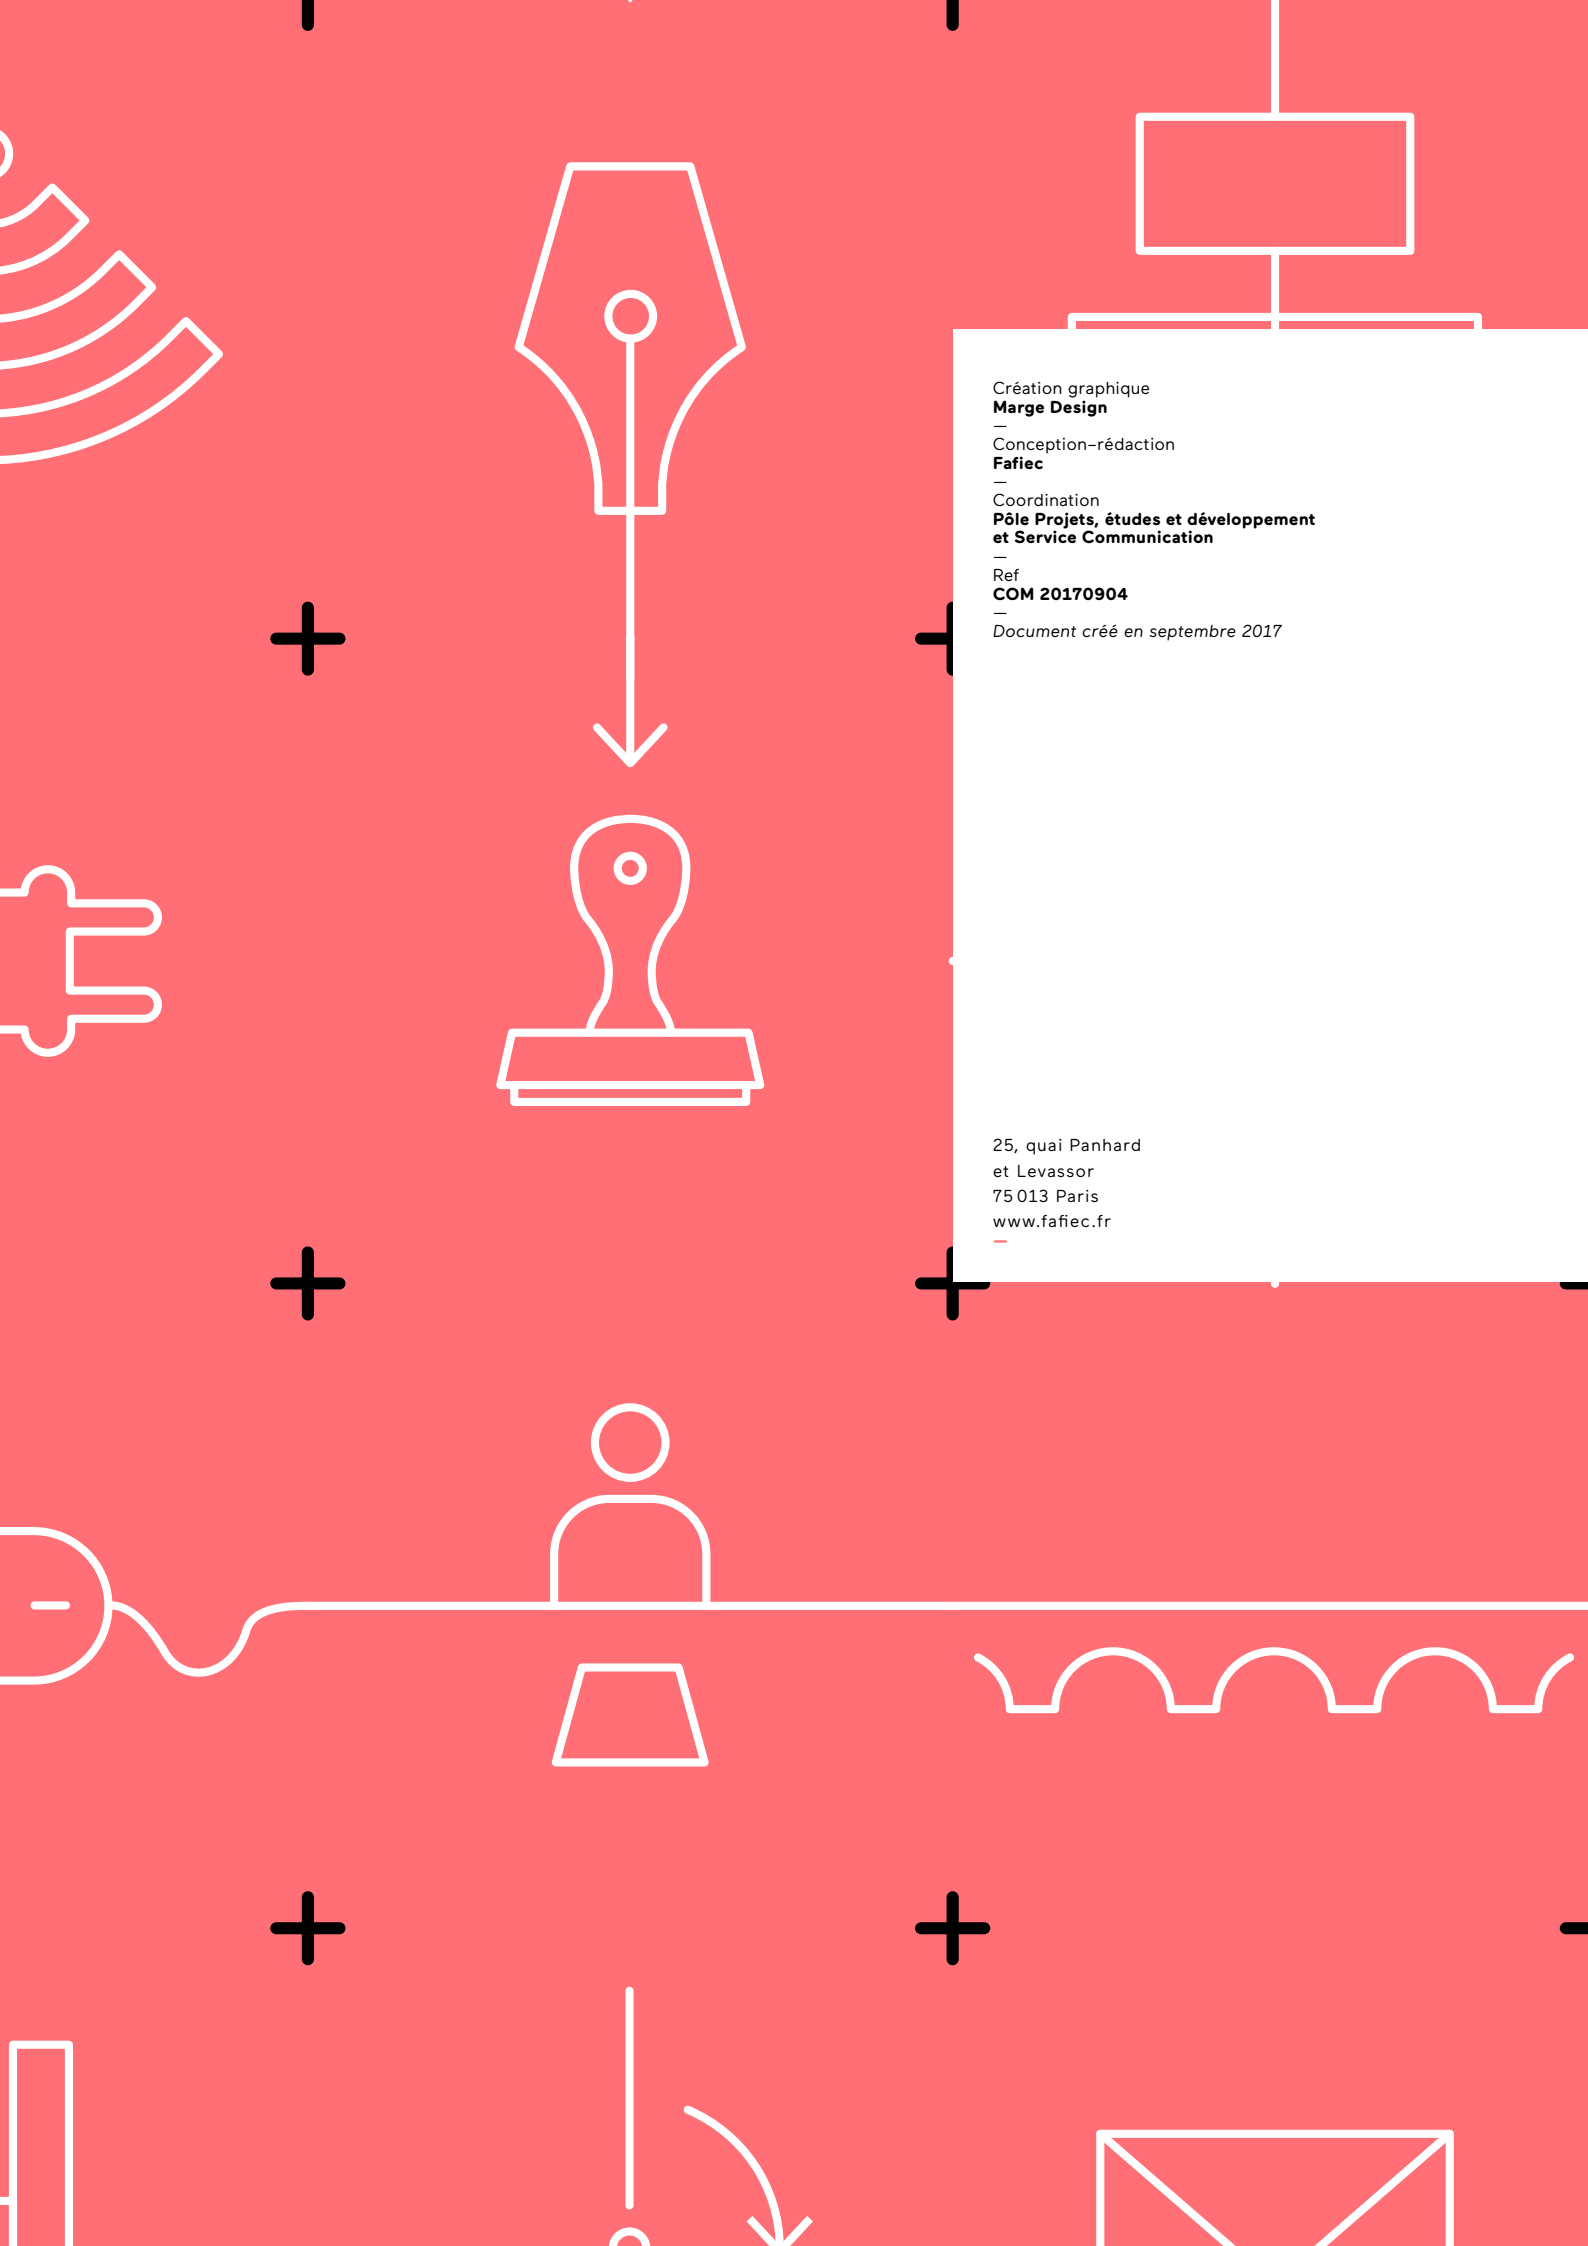 Création graphique
Marge Design
—
Conception–rédaction
Fafiec
—
Coordination
Pôle Projets, études et développement
et Service Communication
—
Ref
COM 20170904
—
Document créé en septembre 2017
25, quai Panhard
et Levassor
75 013 Paris
www.fafiec.fr
—